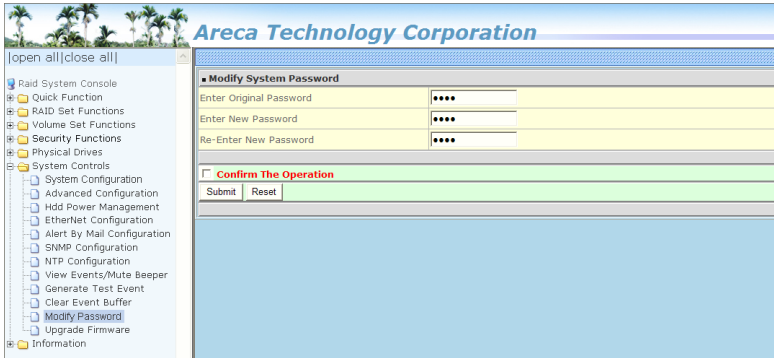 Areca Technology Corporation
|open all|close all|
Raid System Console
Quick Function
RAID Set Functions
Volume Set Functions
Security Functions
Physical Drives
System Controls
System Configuration
Advanced Configuration
Hdd Power Management
EtherNet Configuration
Alert By Mail Configuration
SNMP Configuration
NTP Configuration
View Events/Mute Beeper
Generate Test Event
Clear Event Buffer
Modify Password
Upgrade Firmware
Information
Modify System Password
Enter Original Password ••••
Enter New Password ••••
Re-Enter New Password ••••
Confirm The Operation
Submit Reset